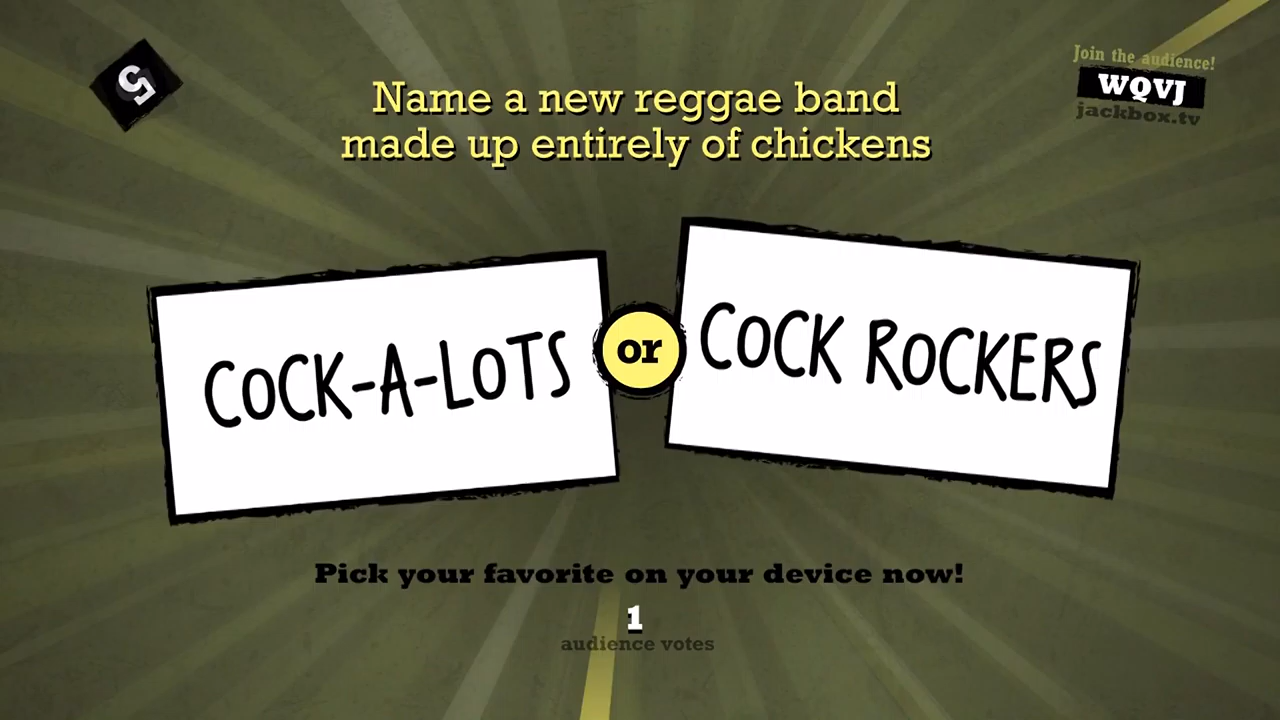 5
Join the audience!
WQVJ
jackbox.tv
Name a new reggae band
made up entirely of chickens
COCK-A-LOTS
or
COCK ROCKERS
Pick your favorite on your device now!
1
audience votes